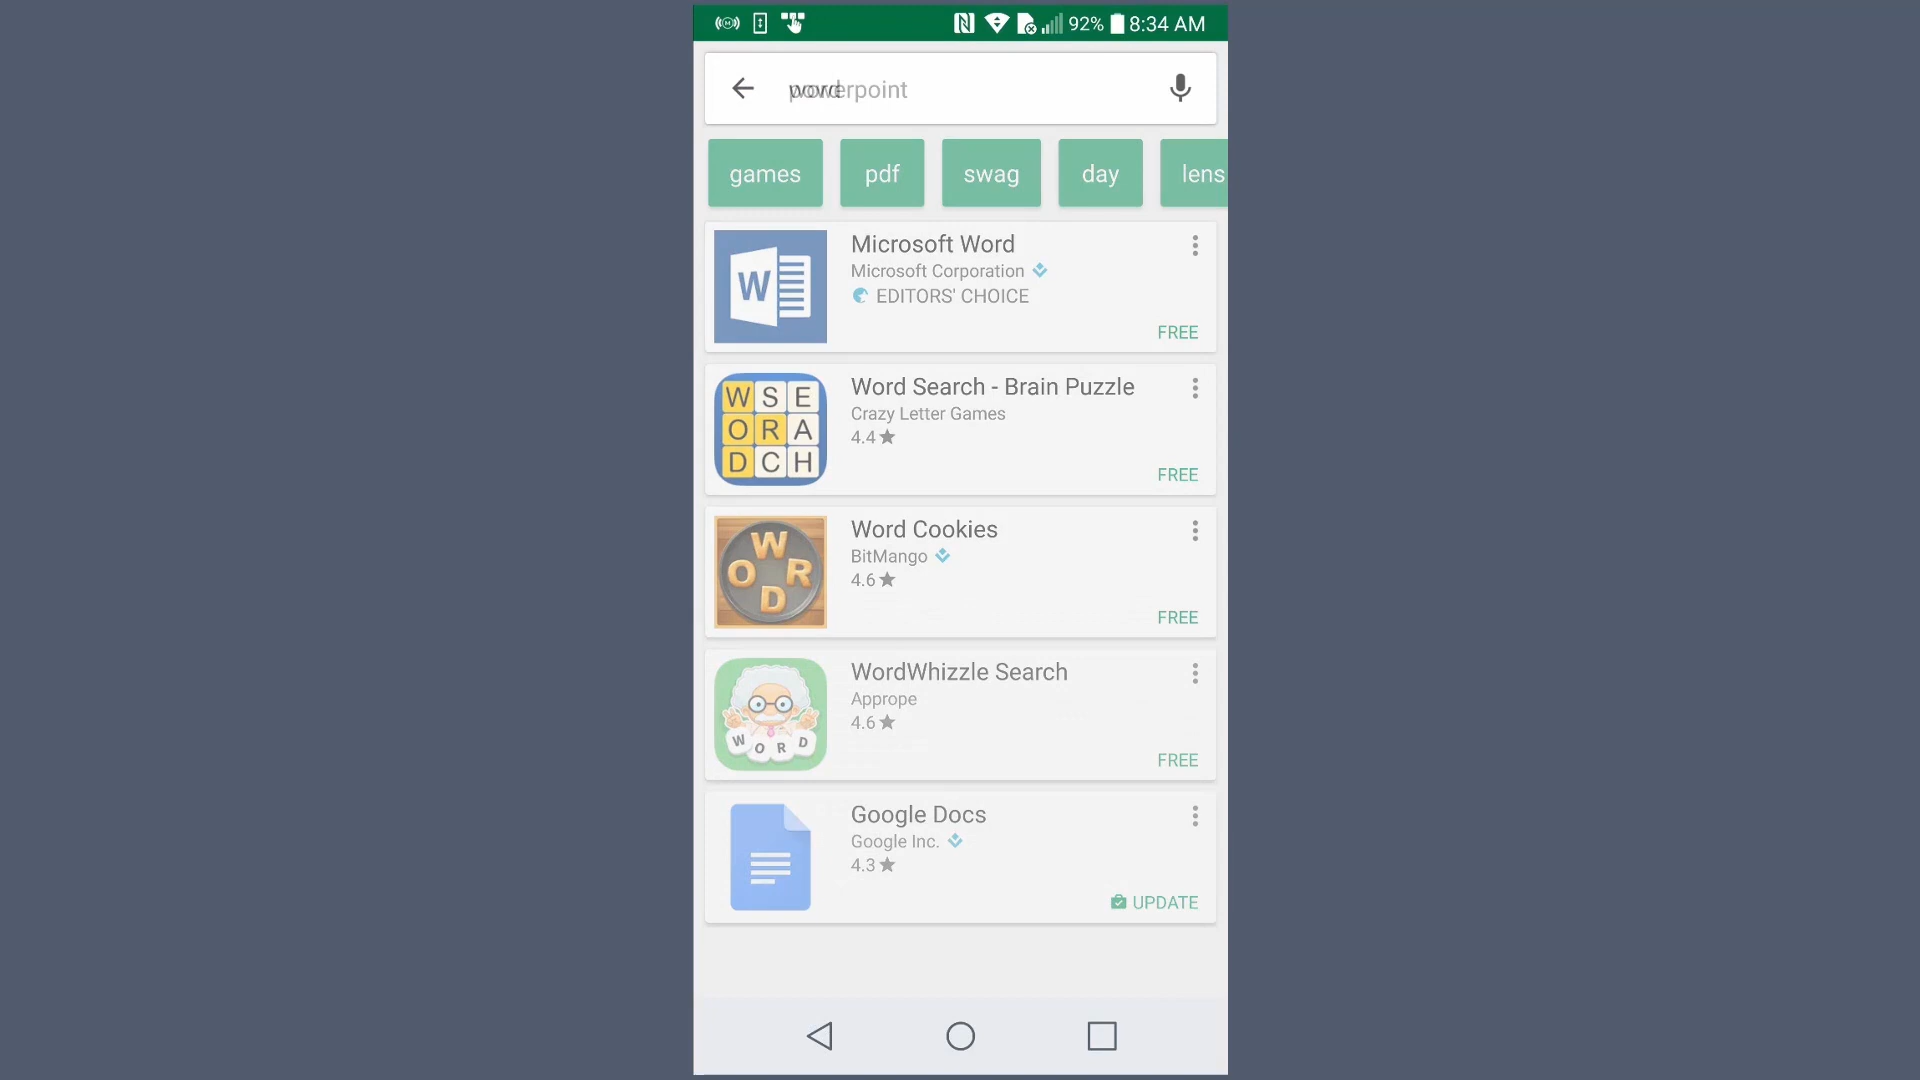 92% 8:34 AM
word
powerpoint
games pdf swag day lens
Microsoft Word
Microsoft Corporation
EDITORS' CHOICE
FREE
W
Word Search - Brain Puzzle
Crazy Letter Games
4.4
FREE
W S E
O R A
D C H
Word Cookies
BitMango
4.6
FREE
W
O R
D
WordWhizzle Search
Apprope
4.6
FREE
W O R D
Google Docs
Google Inc.
4.3
UPDATE